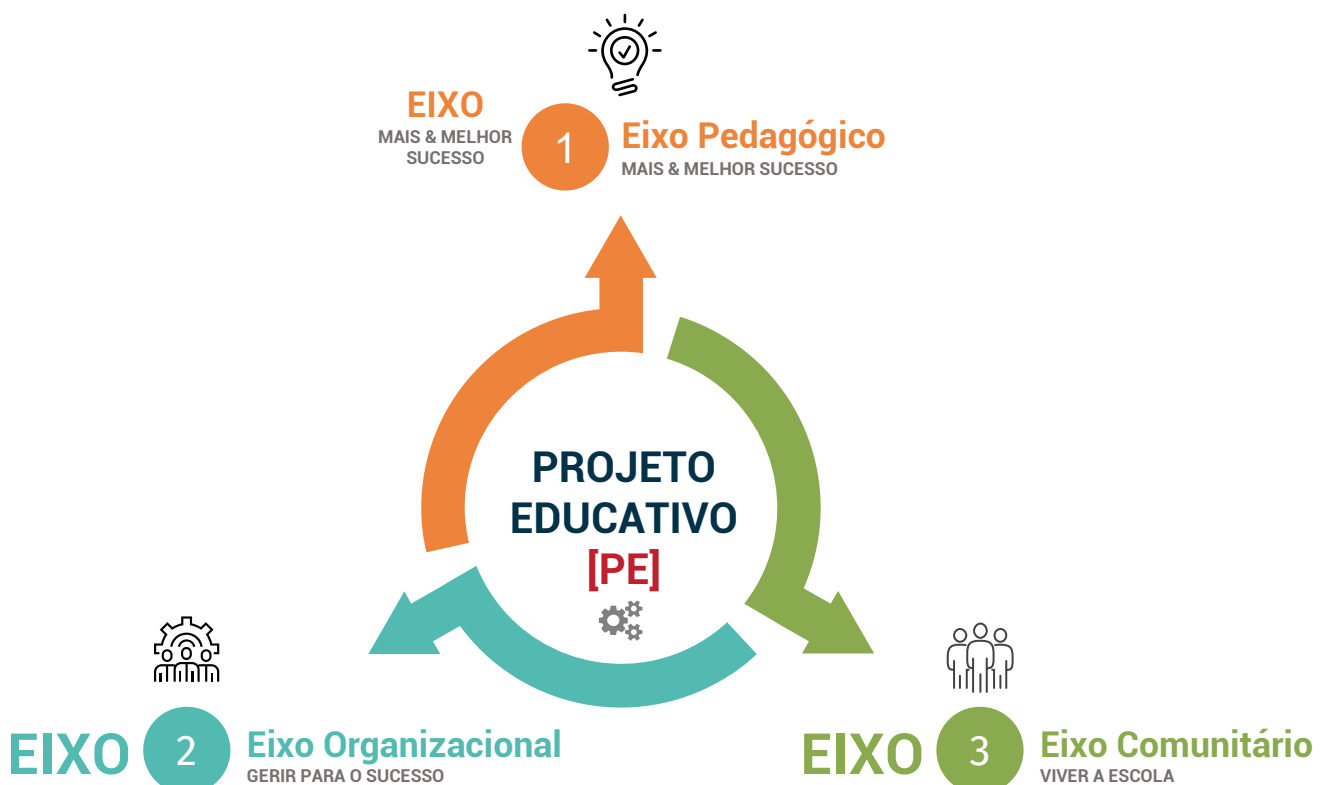 EIXO
MAIS & MELHOR
SUCESSO
1
Eixo Pedagógico
MAIS & MELHOR SUCESSO
PROJETO
EDUCATIVO
[PE]
EIXO
2
Eixo Organizacional
GERIR PARA O SUCESSO
EIXO
3
Eixo Comunitário
VIVER A ESCOLA